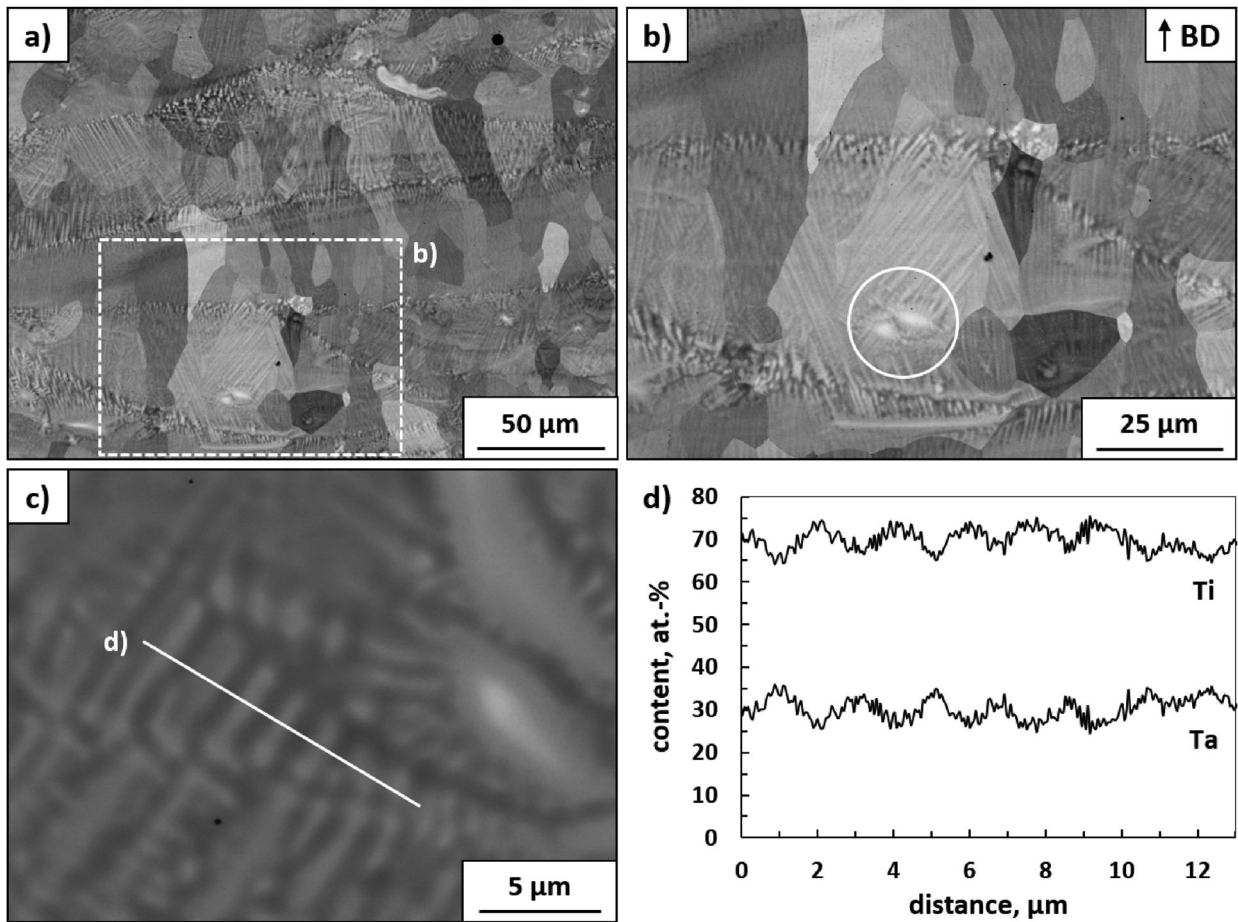 a)
b)
50 µm
b)
↑ BD
25 µm
c)
d)
5 µm
d)
80
70
60
50
40
30
20
10
0
content, at.-%
Ti
Ta
0 2 4 6 8 10 12
distance, µm